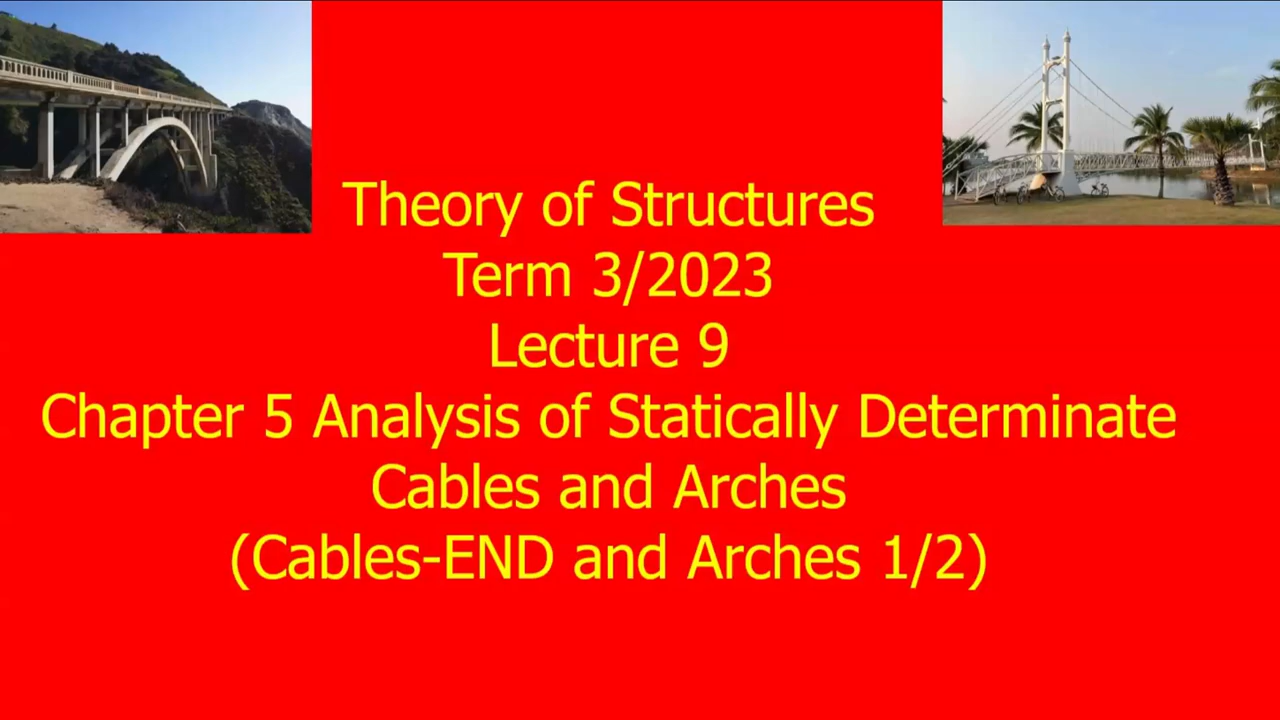 Theory of Structures
Term 3/2023
Lecture 9
Chapter 5 Analysis of Statically Determinate
Cables and Arches
(Cables-END and Arches 1/2)